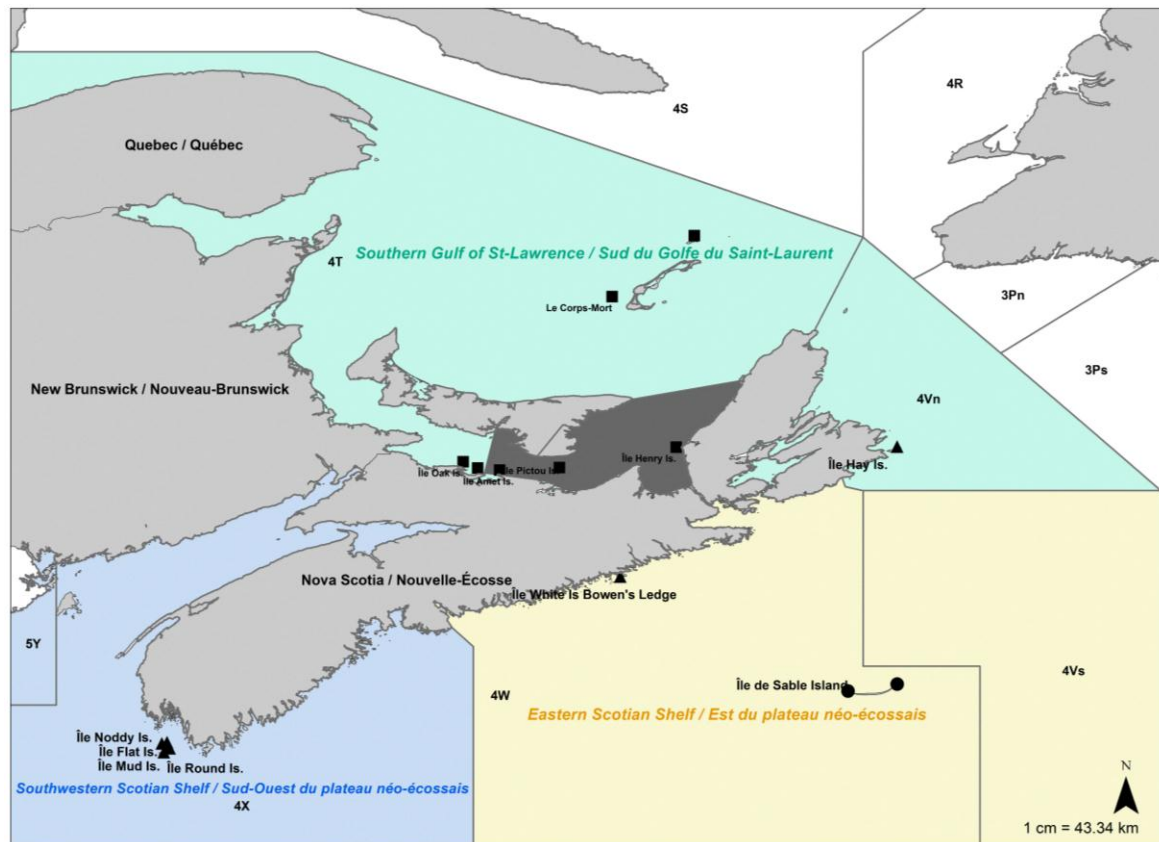 4S
4R
Quebec / Québec
4T
Southern Gulf of St-Lawrence / Sud du Golfe du Saint-Laurent
3Pn
Le Corps-Mort
3Ps
New Brunswick / Nouveau-Brunswick
4Vn
Île Henry Is.
Île Hay Is.
Île Oak Is.
Île Pictou Is.
Île Amet Is.
Nova Scotia / Nouvelle-Écosse
Île White Is Bowen's Ledge
5Y
4Vs
Île de Sable Island
4W
Eastern Scotian Shelf / Est du plateau néo-écossais
Île Noddy Is.
Île Flat Is.
Île Mud Is.
Île Round Is.
Southwestern Scotian Shelf / Sud-Ouest du plateau néo-écossais
4X
N
1 cm = 43.34 km